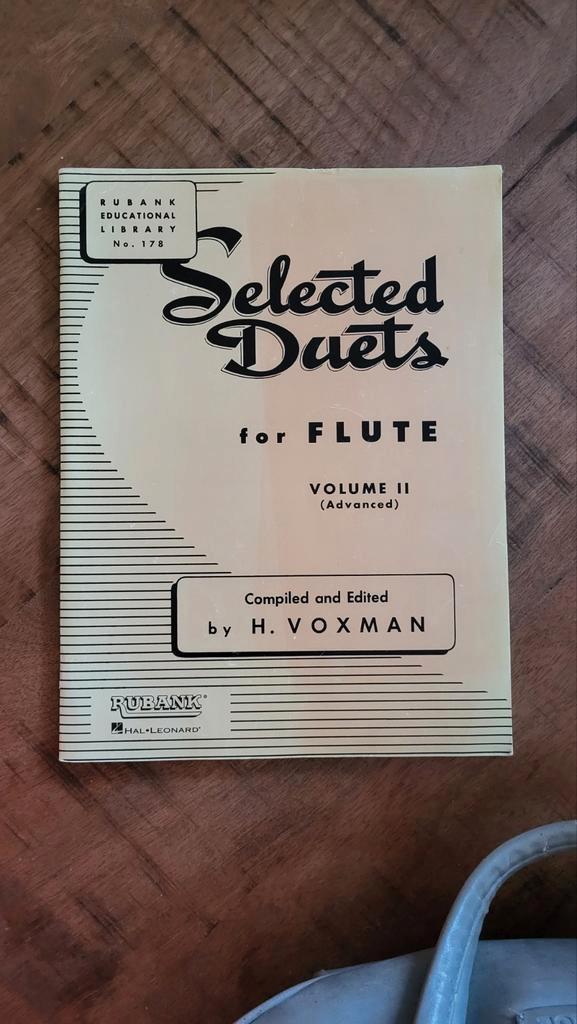 RUBANK
EDUCATIONAL
LIBRARY
No. 178
Selected
Duets
for FLUTE
VOLUME II
(Advanced)
Compiled and Edited
by H. VOXMAN
RUBANK®
HAL•LEONARD®